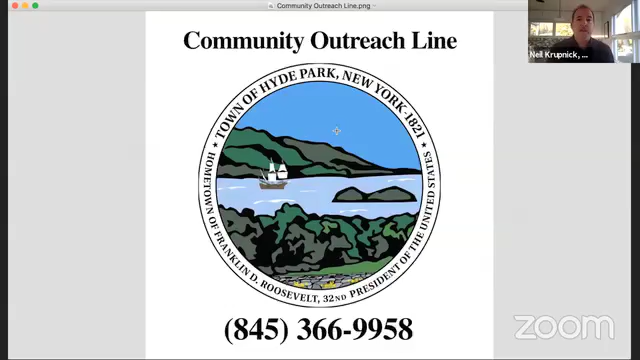 Community Outreach Line.png
Community Outreach Line
TOWN OF HYDE PARK, NEW YORK-1821
HOMETOWN OF FRANKLIN D. ROOSEVELT, 32ND PRESIDENT OF THE UNITED STATES
(845) 366-9958
Neil Krupnick, ...
zoom